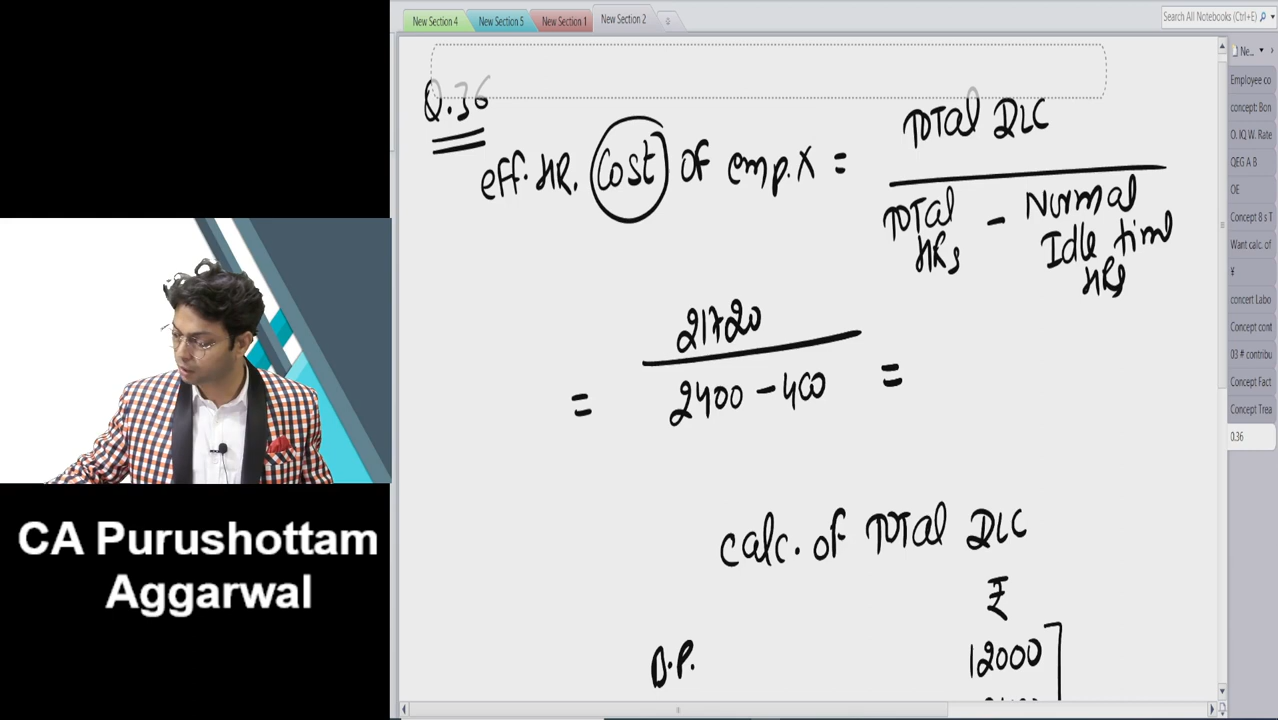 New Section 4
New Section 5
New Section 1
New Section 2
Search All Notebooks (Ctrl+E)
Q.36
eff. HR. Cost of emp. X = Total DLC
Total HRs - Normal Idle time HRs
= 21720
2400 - 400 =
Calc. of Total DLC
₹
B.P. 12000
Ne...
Employee co
concept: Bon
O. IQ W. Rate
QEG A B
OE
Concept 8 s T
Want calc. of
¥
concert Labo
Concept cont
03 # contribu
Concept Fact
Concept Trea
0.36
CA Purushottam
Aggarwal